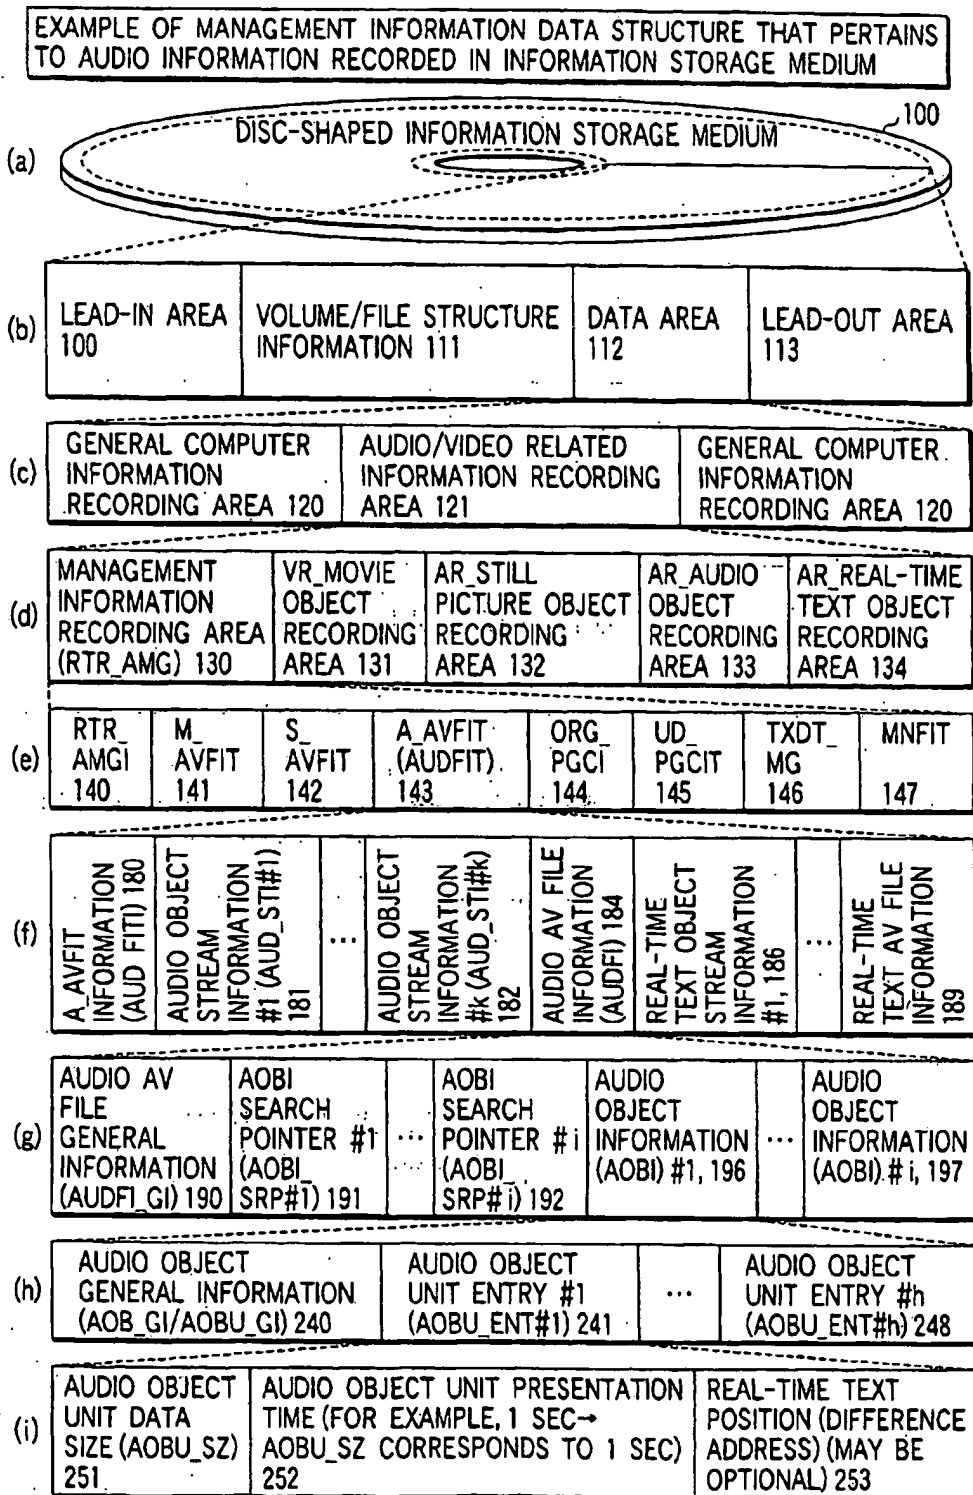 EXAMPLE OF MANAGEMENT INFORMATION DATA STRUCTURE THAT PERTAINS
TO AUDIO INFORMATION RECORDED IN INFORMATION STORAGE MEDIUM
100
DISC-SHAPED INFORMATION STORAGE MEDIUM
(a)
(b)
LEAD-IN AREA
100
VOLUME/FILE STRUCTURE
INFORMATION 111
DATA AREA
112
LEAD-OUT AREA
113
(c)
GENERAL COMPUTER
INFORMATION
RECORDING AREA 120
AUDIO/VIDEO RELATED
INFORMATION RECORDING
AREA 121
GENERAL COMPUTER
INFORMATION
RECORDING AREA 120
(d)
MANAGEMENT
INFORMATION
RECORDING AREA
(RTR_AMG) 130
VR_MOVIE
OBJECT
RECORDING
AREA 131
AR_STILL
PICTURE OBJECT
RECORDING
AREA 132
AR_AUDIO
OBJECT
RECORDING
AREA 133
AR_REAL-TIME
TEXT OBJECT
RECORDING
AREA 134
(e)
RTR_
AMGI
140
M_
AVFIT
141
S_
AVFIT
142
A_AVFIT
(AUDFIT)
143
ORG_
PGCI
144
UD_
PGCIT
145
TXDT_
MG
146
MNFIT
147
(f)
A_AVFIT
INFORMATION
(AUD FITI) 180
AUDIO OBJECT
STREAM
INFORMATION
#1 (AUD_STI#1)
181
...
AUDIO OBJECT
STREAM
INFORMATION
#k (AUD_STI#k)
182
AUDIO AV FILE
INFORMATION
(AUDFI) 184
REAL-TIME
TEXT OBJECT
STREAM
INFORMATION
#1, 186
...
REAL-TIME
TEXT AV FILE
INFORMATION
189
(g)
AUDIO AV
FILE
GENERAL
INFORMATION
(AUDFI_GI) 190
AOBI
SEARCH
POINTER #1
(AOBI_
SRP#1) 191
...
AOBI
SEARCH
POINTER #i
(AOBI_
SRP#i) 192
AUDIO
OBJECT
INFORMATION
(AOBI) #1, 196
...
AUDIO
OBJECT
INFORMATION
(AOBI) #i, 197
(h)
AUDIO OBJECT
GENERAL INFORMATION
(AOB_GI/AOBU_GI) 240
AUDIO OBJECT
UNIT ENTRY #1
(AOBU_ENT#1) 241
...
AUDIO OBJECT
UNIT ENTRY #h
(AOBU_ENT#h) 248
(i)
AUDIO OBJECT
UNIT DATA
SIZE (AOBU_SZ)
251
AUDIO OBJECT UNIT PRESENTATION
TIME (FOR EXAMPLE, 1 SEC→
AOBU_SZ CORRESPONDS TO 1 SEC)
252
REAL-TIME TEXT
POSITION (DIFFERENCE
ADDRESS) (MAY BE
OPTIONAL) 253